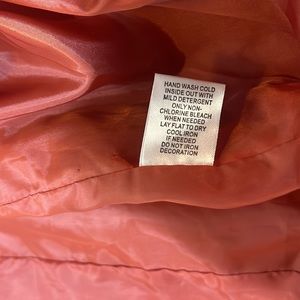 HAND WASH COLD
INSIDE OUT WITH
MILD DETERGENT
ONLY NON-
CHLORINE BLEACH
WHEN NEEDED
LAY FLAT TO DRY
COOL IRON
IF NEEDED
DO NOT IRON
DECORATION